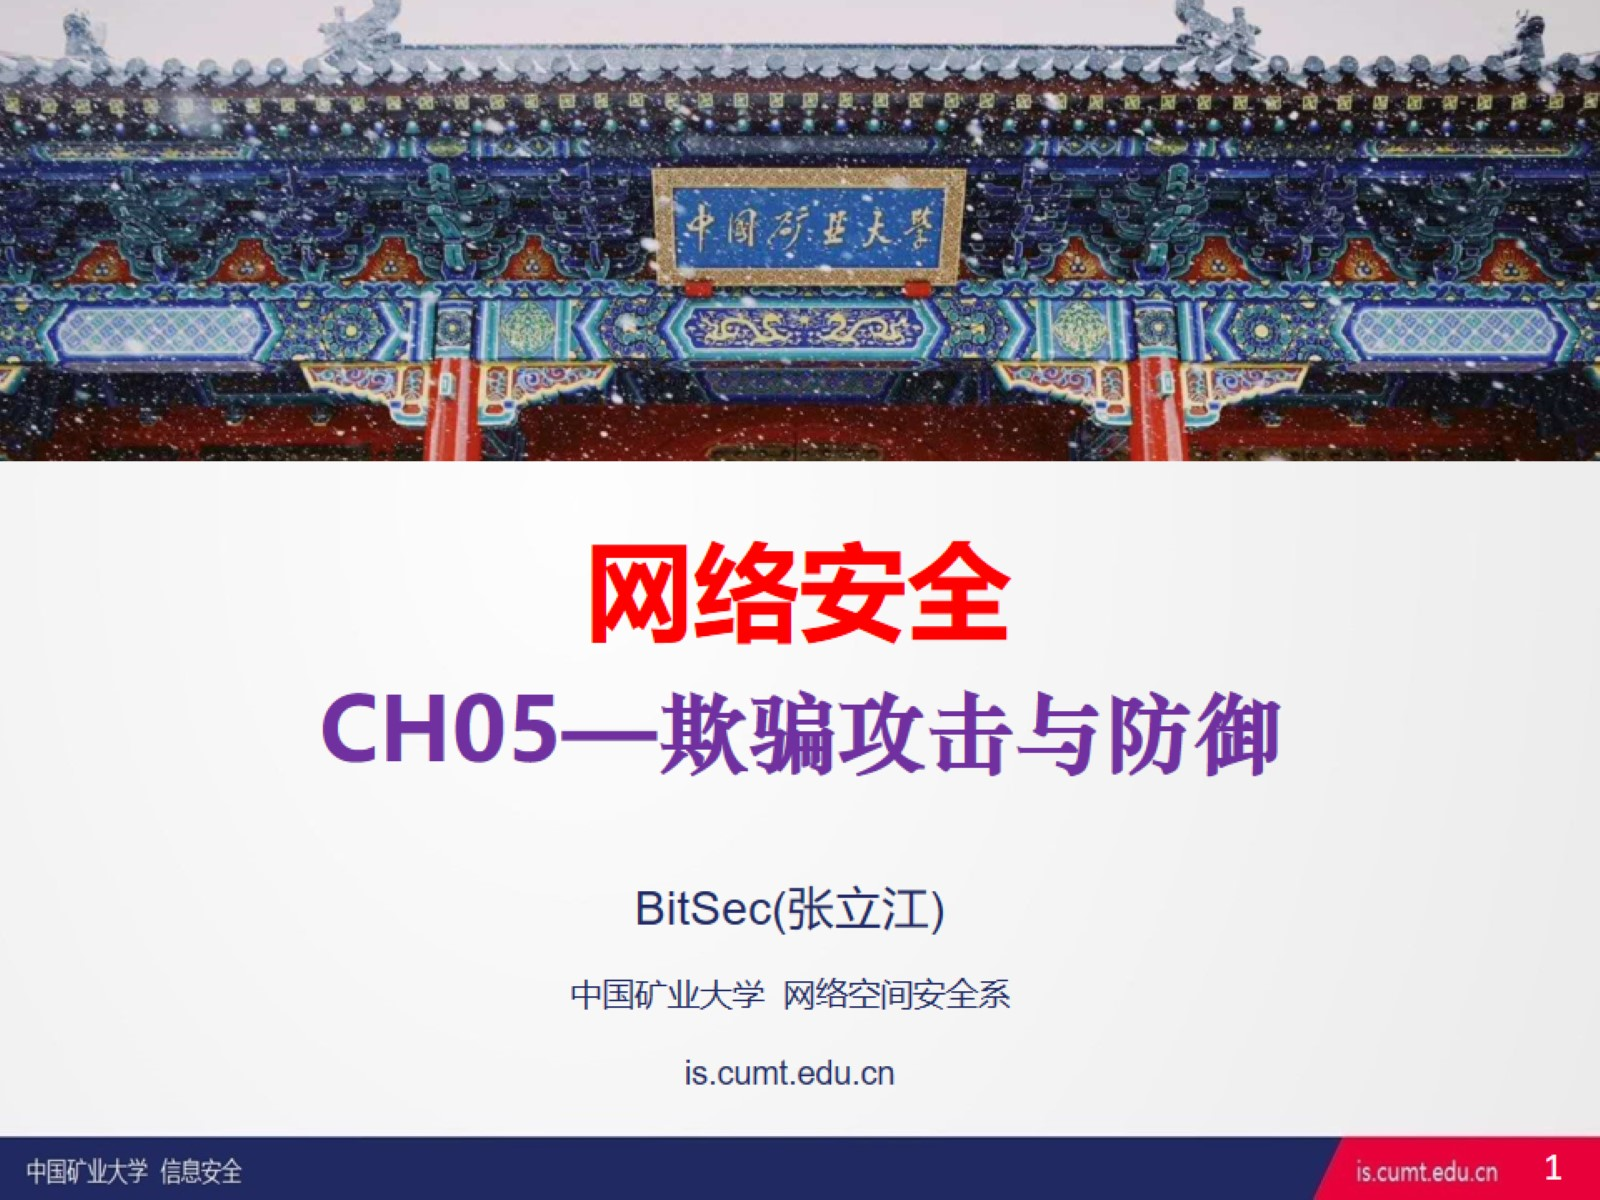 中国矿业大學
网络安全
CH05—欺骗攻击与防御
BitSec(张立江)
中国矿业大学 网络空间安全系
is.cumt.edu.cn
中国矿业大学 信息安全
is.cumt.edu.cn 1